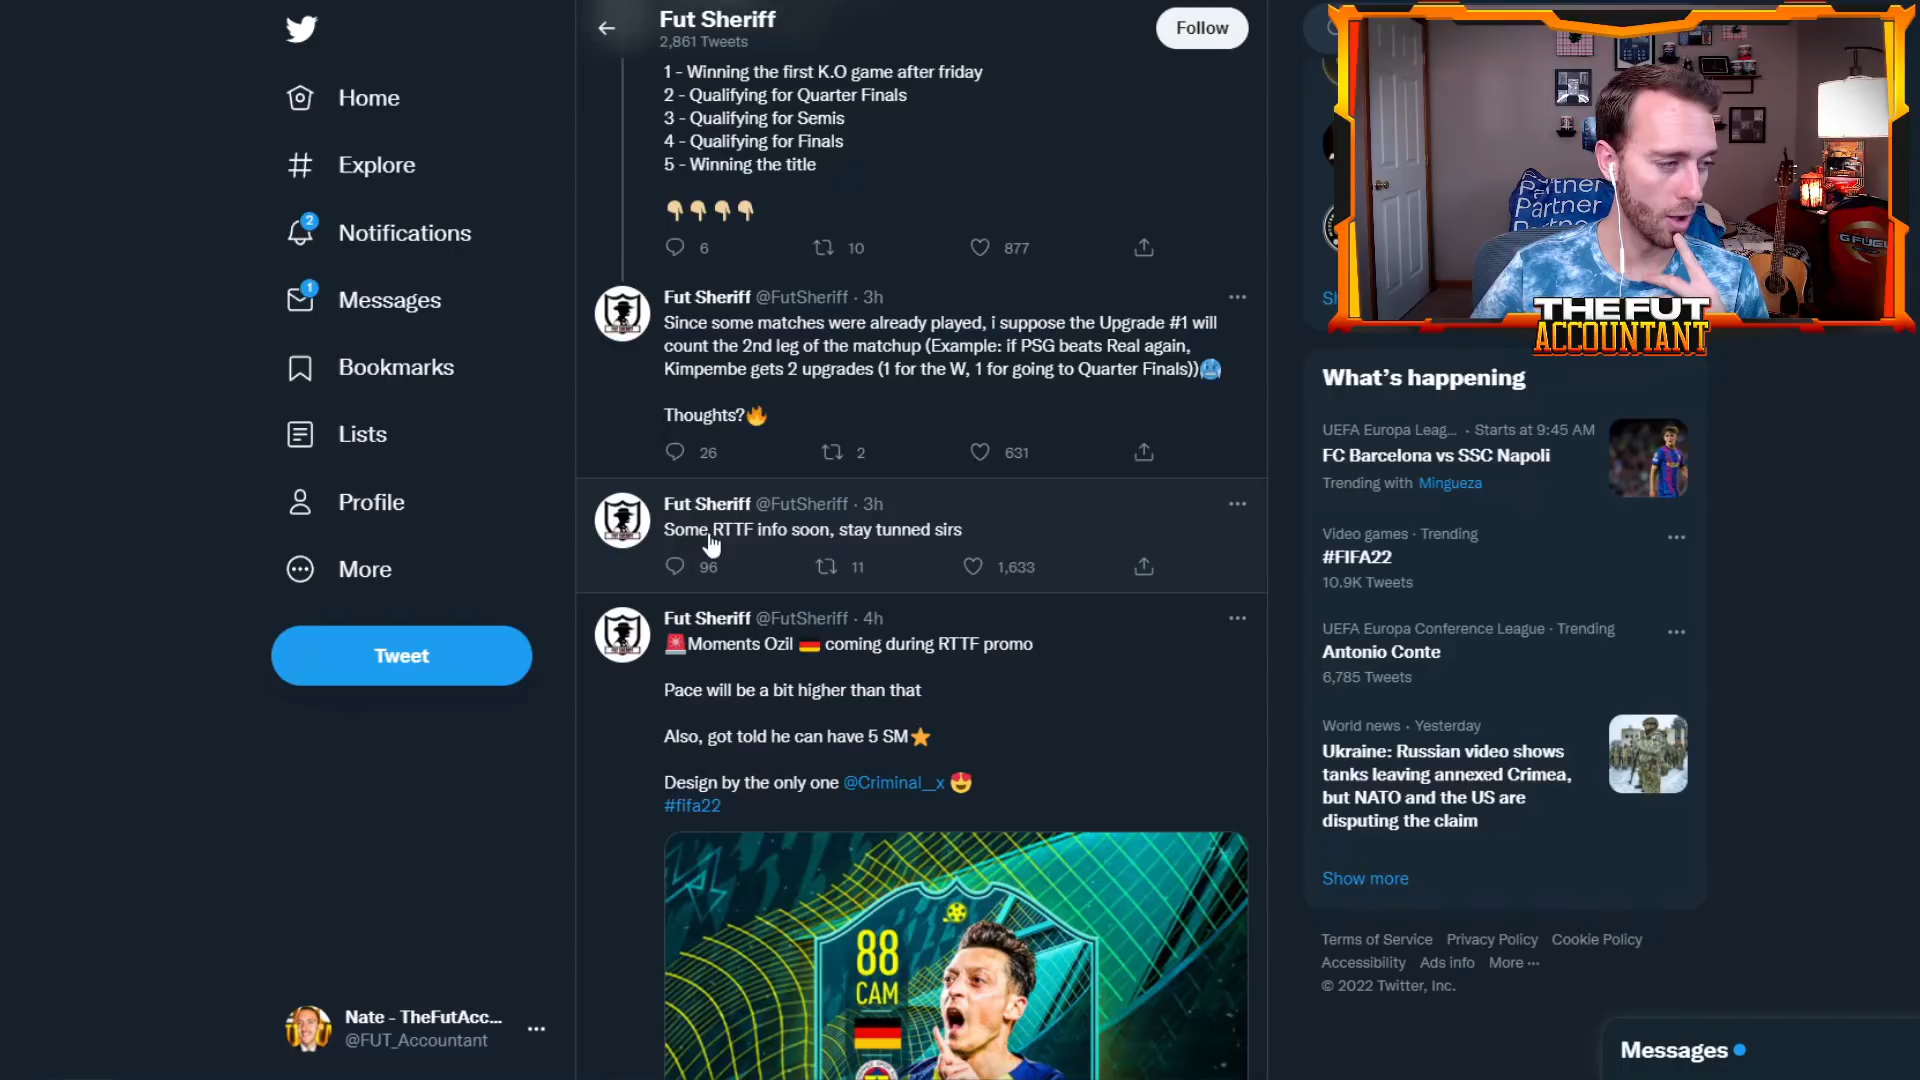 Fut Sheriff
2,861 Tweets
Follow
Home
Explore
2
Notifications
1
Messages
Bookmarks
Lists
Profile
More
Tweet
Nate - TheFutAcc...
@FUT_Accountant
1 - Winning the first K.O game after friday
2 - Qualifying for Quarter Finals
3 - Qualifying for Semis
4 - Qualifying for Finals
5 - Winning the title
👇🏼👇🏼👇🏼👇🏼
6 10 877
Fut Sheriff @FutSheriff · 3h
Since some matches were already played, i suppose the Upgrade #1 will
count the 2nd leg of the matchup (Example: if PSG beats Real again,
Kimpembe gets 2 upgrades (1 for the W, 1 for going to Quarter Finals))🥶
Thoughts?🔥
26 2 631
Fut Sheriff @FutSheriff · 3h
Some RTTF info soon, stay tunned sirs
96 11 1,633
Fut Sheriff @FutSheriff · 4h
🚨Moments Ozil 🇩🇪 coming during RTTF promo
Pace will be a bit higher than that
Also, got told he can have 5 SM⭐
Design by the only one @Criminal__x 😍
#fifa22
88
CAM
Partner
Partner
G FUEL
THE FUT
ACCOUNTANT
What's happening
UEFA Europa Leag... · Starts at 9:45 AM
FC Barcelona vs SSC Napoli
Trending with Mingueza
Video games · Trending
#FIFA22
10.9K Tweets
UEFA Europa Conference League · Trending
Antonio Conte
6,785 Tweets
World news · Yesterday
Ukraine: Russian video shows
tanks leaving annexed Crimea,
but NATO and the US are
disputing the claim
Show more
Terms of Service Privacy Policy Cookie Policy
Accessibility Ads info More ···
© 2022 Twitter, Inc.
Messages